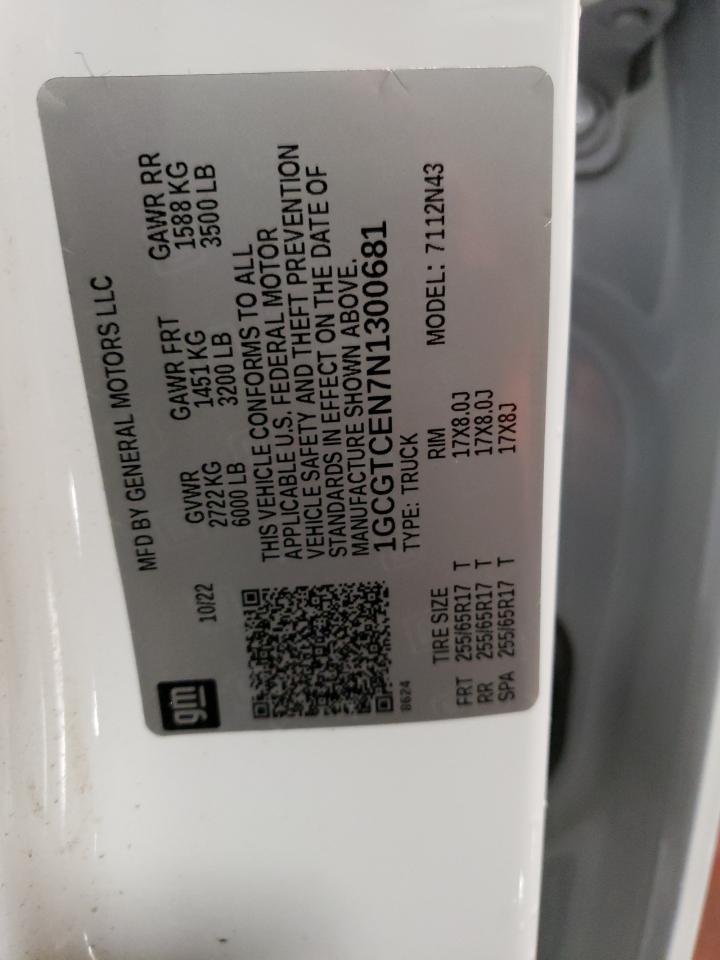 gm
MFD BY GENERAL MOTORS LLC
10/22
GVWR GAWR FRT GAWR RR
2722 KG 1451 KG 1588 KG
6000 LB 3200 LB 3500 LB
THIS VEHICLE CONFORMS TO ALL
APPLICABLE U.S. FEDERAL MOTOR
VEHICLE SAFETY AND THEFT PREVENTION
STANDARDS IN EFFECT ON THE DATE OF
MANUFACTURE SHOWN ABOVE.
1GCGTCEN7N1300681
8624
TYPE: TRUCK MODEL: 7112N43
TIRE SIZE RIM
FRT 255/65R17 T 17X8.0J
RR 255/65R17 T 17X8.0J
SPA 255/65R17 T 17X8J